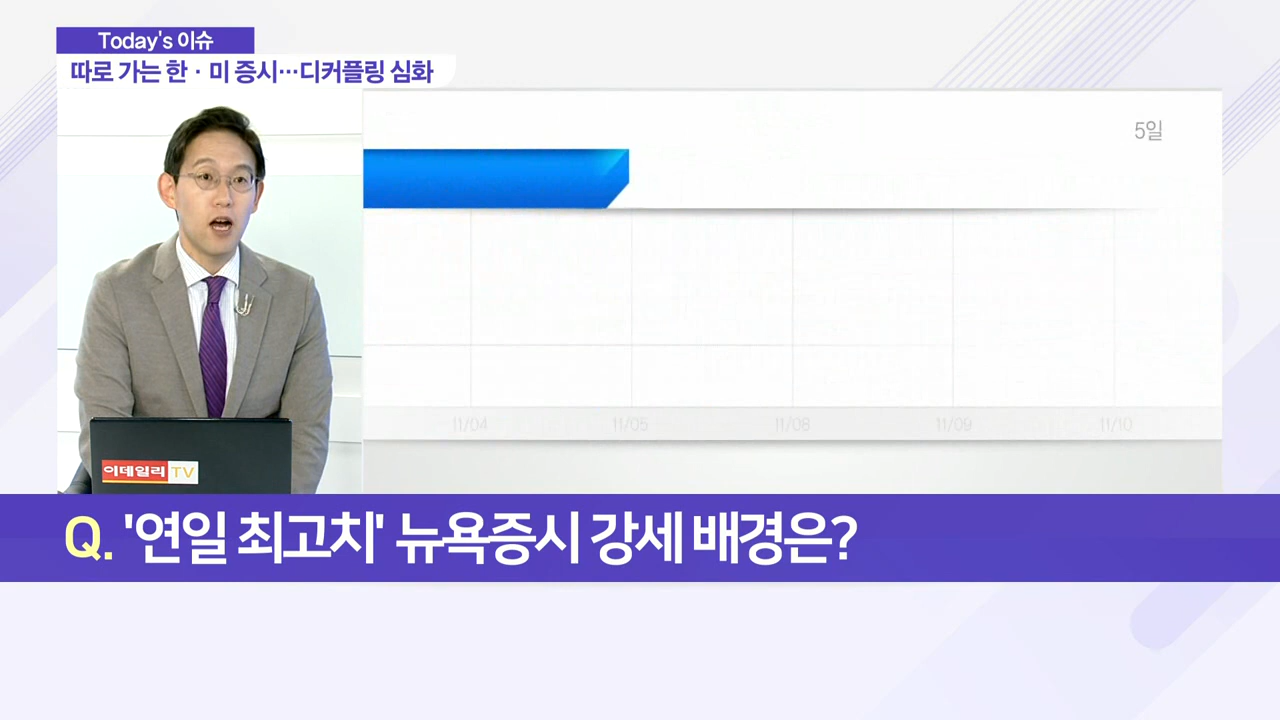 Today's 이슈
따로 가는 한 · 미 증시…디커플링 심화
5일
11/04 11/05 11/08 11/09 11/10
이데일리 TV
Q. '연일 최고치' 뉴욕증시 강세 배경은?